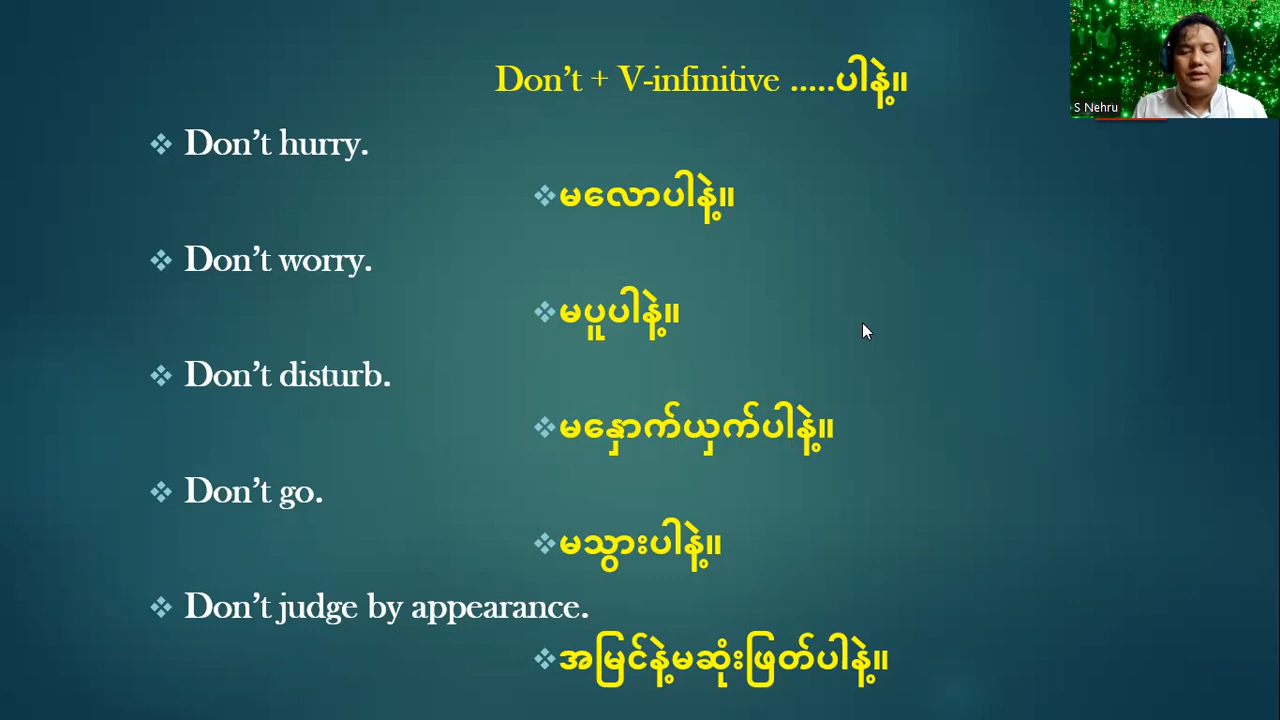 Don't + V-infinitive .....ပါနဲ့။
S Nehru
Don't hurry.
မလောပါနဲ့။
Don't worry.
မပူပါနဲ့။
Don't disturb.
မနှောက်ယှက်ပါနဲ့။
Don't go.
မသွားပါနဲ့။
Don't judge by appearance.
အမြင်နဲ့မဆုံးဖြတ်ပါနဲ့။